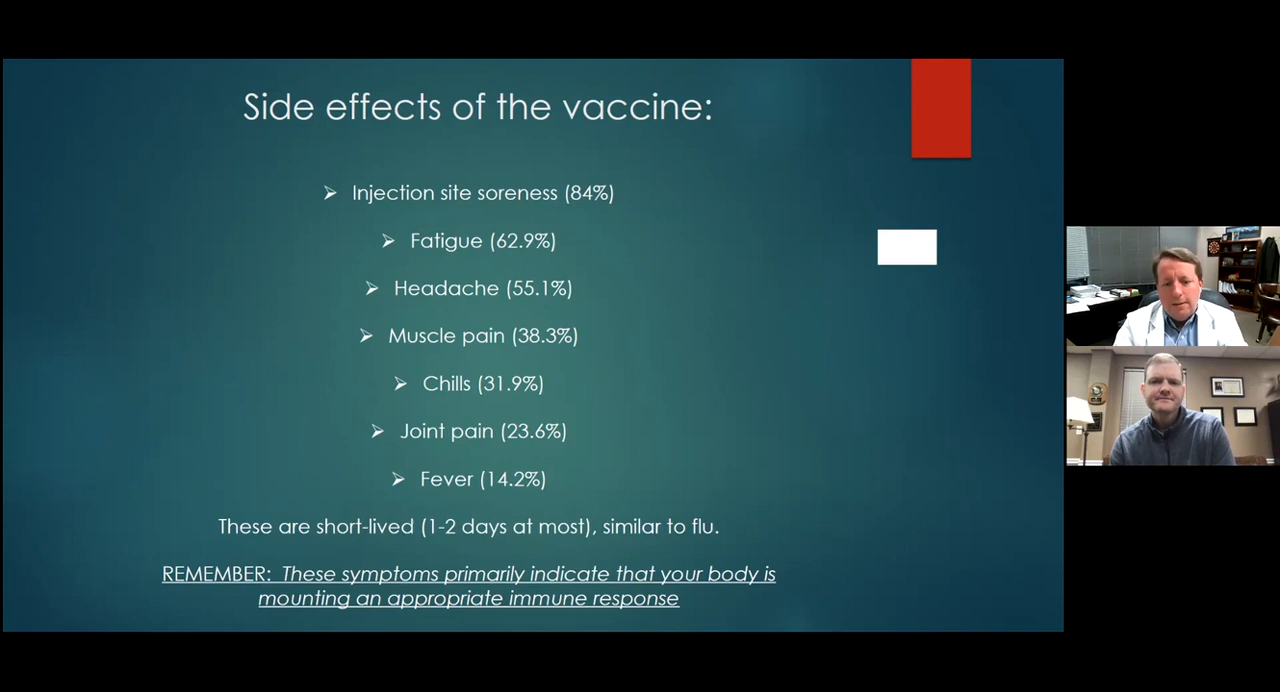 Side effects of the vaccine:
➢ Injection site soreness (84%)
➢ Fatigue (62.9%)
➢ Headache (55.1%)
➢ Muscle pain (38.3%)
➢ Chills (31.9%)
➢ Joint pain (23.6%)
➢ Fever (14.2%)
These are short-lived (1-2 days at most), similar to flu.
REMEMBER: These symptoms primarily indicate that your body is
mounting an appropriate immune response